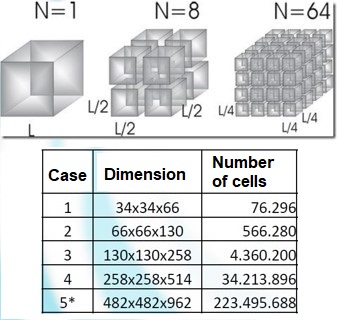 N=1 N=8 N=64
L
L/2
L/2
L/2
L/4
L/4
L/4
Case Dimension Number of cells
1 34x34x66 76.296
2 66x66x130 566.280
3 130x130x258 4.360.200
4 258x258x514 34.213.896
5* 482x482x962 223.495.688